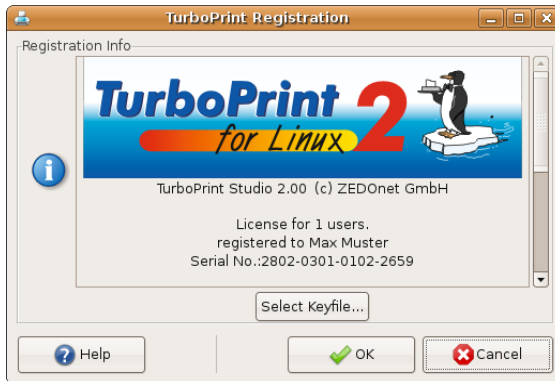 TurboPrint Registration
Registration Info
TurboPrint 2
for Linux
TurboPrint Studio 2.00 (c) ZEDOnet GmbH
License for 1 users.
registered to Max Muster
Serial No.:2802-0301-0102-2659
Select Keyfile...
Help
OK
Cancel